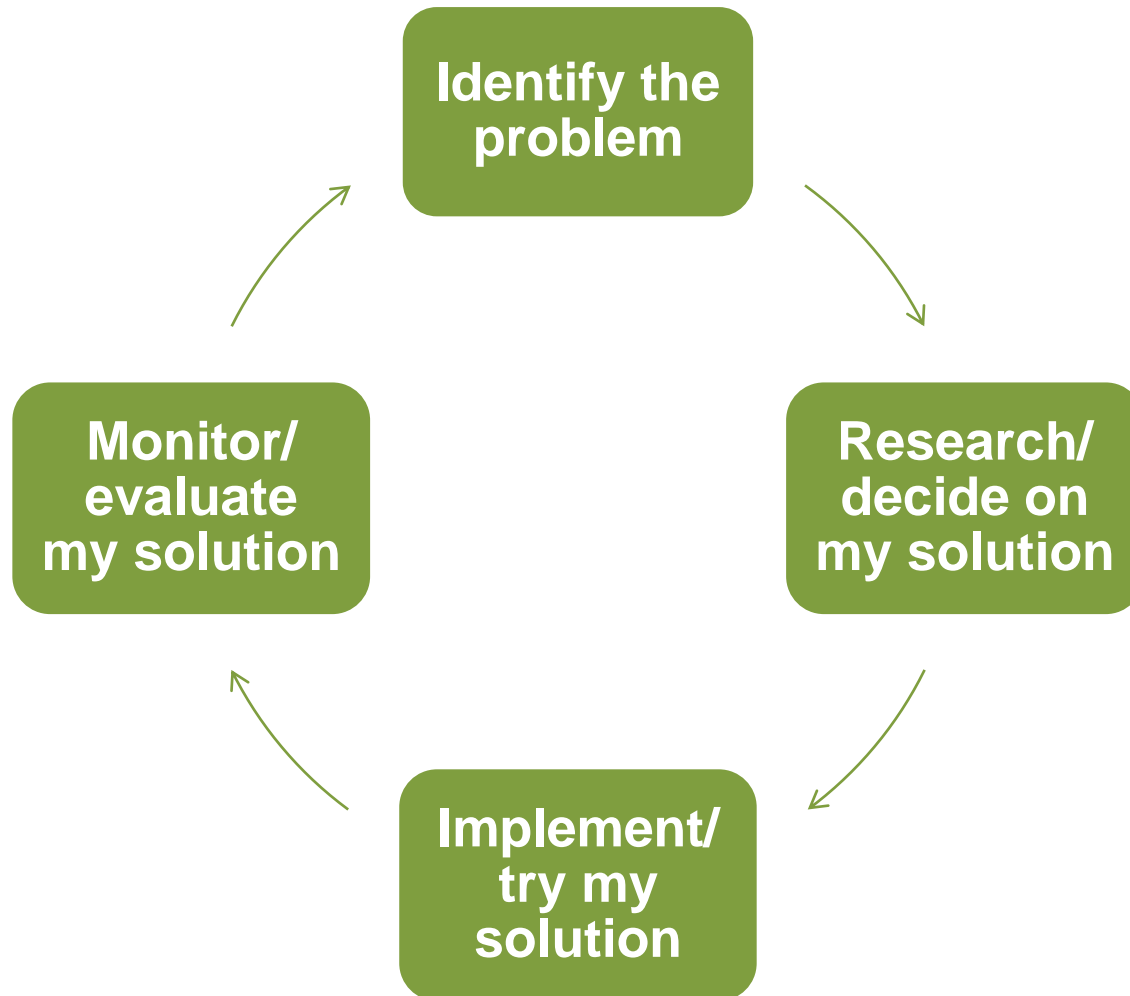 Identify the
problem
Research/
decide on
my solution
Implement/
try my
solution
Monitor/
evaluate
my solution